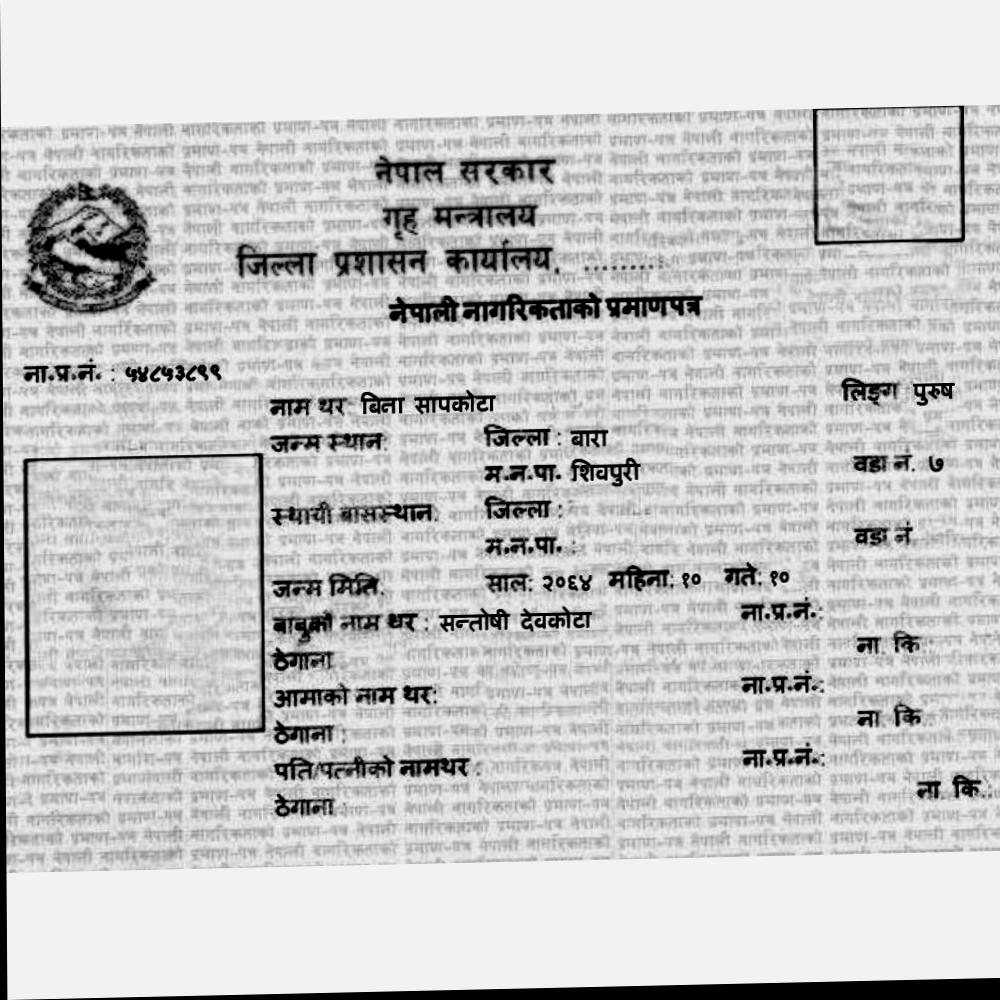 नेपाल सरकार
गृह मन्त्रालय
जिल्ला प्रशासन कार्यालय, ..........
नेपाली नागरिकताको प्रमाणपत्र
ना.प्र.नं. : ५४८५३८९९
नाम थर बिना सापकोटा लिङ्ग पुरुष
जन्म स्थान: जिल्ला : बारा
म.न.पा. शिवपुरी वडा नं. ७
स्थायी बासस्थान: जिल्ला :
म.न.पा. : वडा नं.
जन्म मिति: साल: २०६४ महिना: १० गते: १०
बाबुको नाम थर : सन्तोषी देवकोटा ना.प्र.नं.:
ठेगाना ना. कि.:
आमाको नाम थर: ना.प्र.नं.:
ठेगाना : ना. कि.:
पति/पत्नीको नामथर : ना.प्र.नं.:
ठेगाना : ना. कि.: